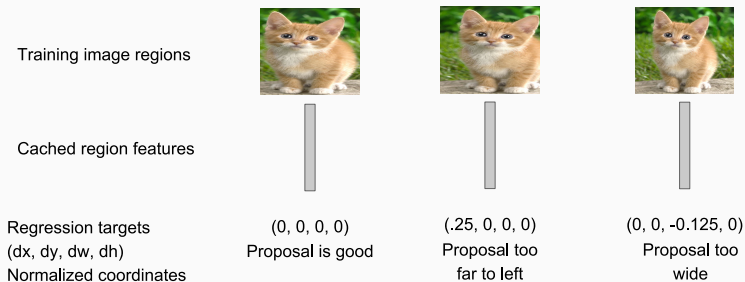 Training image regions
Cached region features
Regression targets
(dx, dy, dw, dh)
Normalized coordinates
(0, 0, 0, 0)
Proposal is good
(.25, 0, 0, 0)
Proposal too
far to left
(0, 0, -0.125, 0)
Proposal too
wide